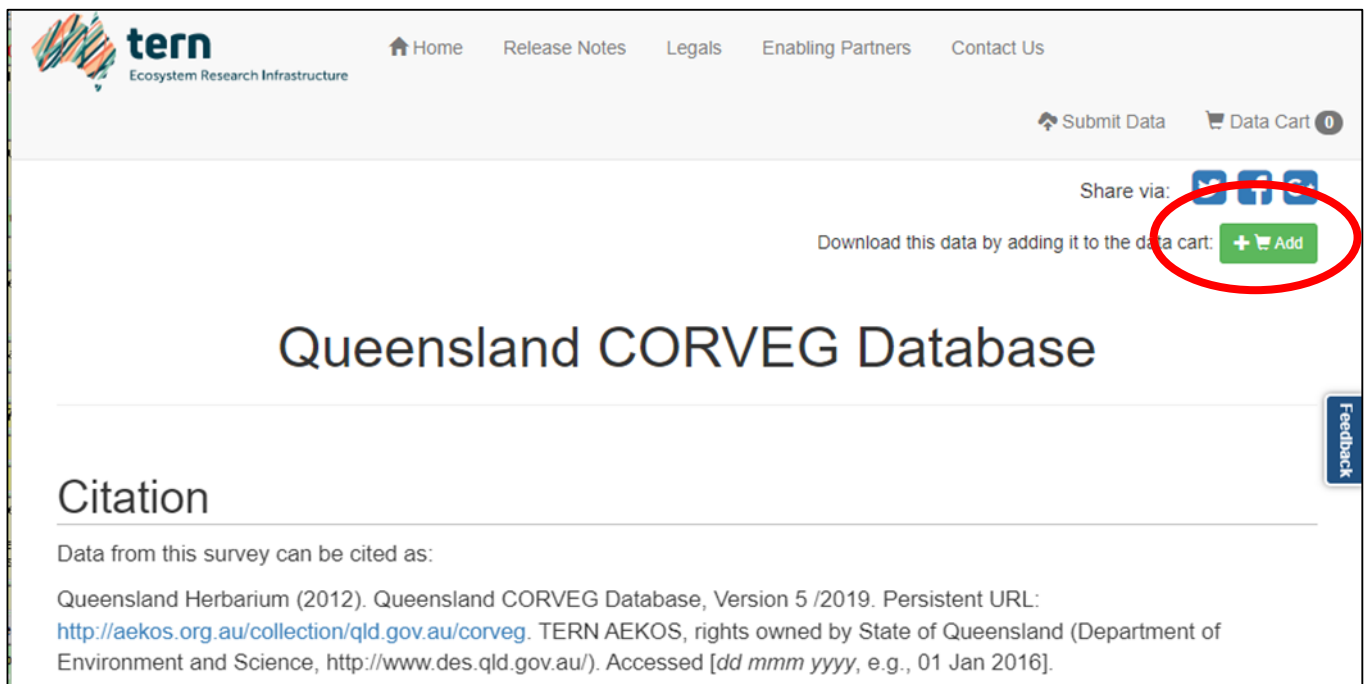 tern
Ecosystem Research Infrastructure
Home Release Notes Legals Enabling Partners Contact Us
Submit Data Data Cart 0
Share via:
Download this data by adding it to the data cart: + Add
Queensland CORVEG Database
Feedback
Citation
Data from this survey can be cited as:
Queensland Herbarium (2012). Queensland CORVEG Database, Version 5 /2019. Persistent URL:
http://aekos.org.au/collection/qld.gov.au/corveg. TERN AEKOS, rights owned by State of Queensland (Department of
Environment and Science, http://www.des.qld.gov.au/). Accessed [dd mmm yyyy, e.g., 01 Jan 2016].